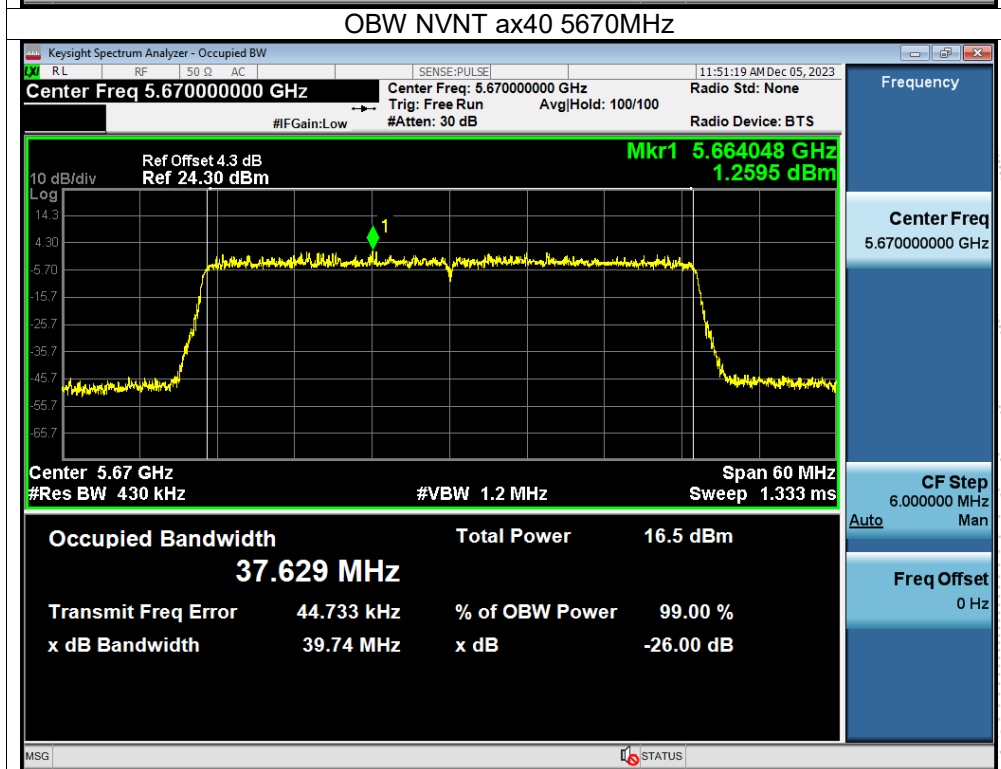 OBW NVNT ax40 5670MHz
Keysight Spectrum Analyzer - Occupied BW
LXI RL RF 50 Ω AC SENSE:PULSE 11:51:19 AM Dec 05, 2023
Center Freq 5.670000000 GHz
Center Freq: 5.670000000 GHz
Radio Std: None
Trig: Free Run Avg|Hold: 100/100
#IFGain:Low
#Atten: 30 dB
Radio Device: BTS
Mkr1 5.664048 GHz
1.2595 dBm
Ref Offset 4.3 dB
10 dB/div Ref 24.30 dBm
Log
14.3
1
4.30
-5.70
-15.7
-25.7
-35.7
-45.7
-55.7
-65.7
Center 5.67 GHz Span 60 MHz
#Res BW 430 kHz #VBW 1.2 MHz Sweep 1.333 ms
Occupied Bandwidth Total Power 16.5 dBm
37.629 MHz
Transmit Freq Error 44.733 kHz % of OBW Power 99.00 %
x dB Bandwidth 39.74 MHz x dB -26.00 dB
Frequency
Center Freq
5.670000000 GHz
CF Step
6.000000 MHz
Auto Man
Freq Offset
0 Hz
MSG STATUS